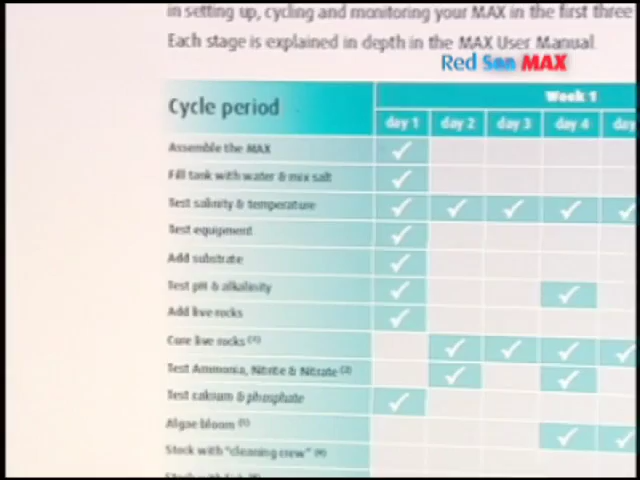 in setting up, cycling and monitoring your MAX in the first three
Each stage is explained in depth in the MAX User Manual.
Red Sea MAX
Cycle period
Week 1
day 1 day 2 day 3 day 4 day
Assemble the MAX
Fill tank with water & mix salt
Test salinity & temperature
Test equipment
Add substrate
Test pH & alkalinity
Add live rocks
Cure live rocks (1)
Test Ammonia, Nitrite & Nitrate (2)
Test calcium & phosphate
Algae bloom
Stock with "cleaning crew"